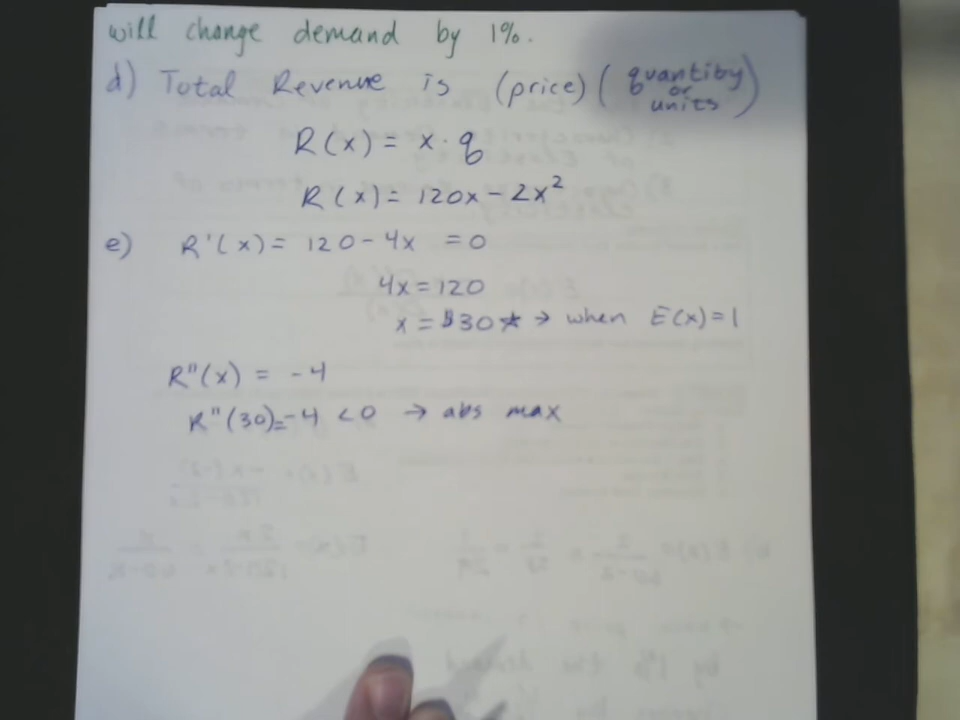 will change demand by 1%.
d) Total Revenue is (price) (quantity or units)
R(x) = x · q
R(x) = 120x - 2x²
e) R'(x) = 120 - 4x = 0
4x = 120
x = $30 * → when E(x) = 1
R"(x) = -4
R"(30) = -4 < 0 → abs max